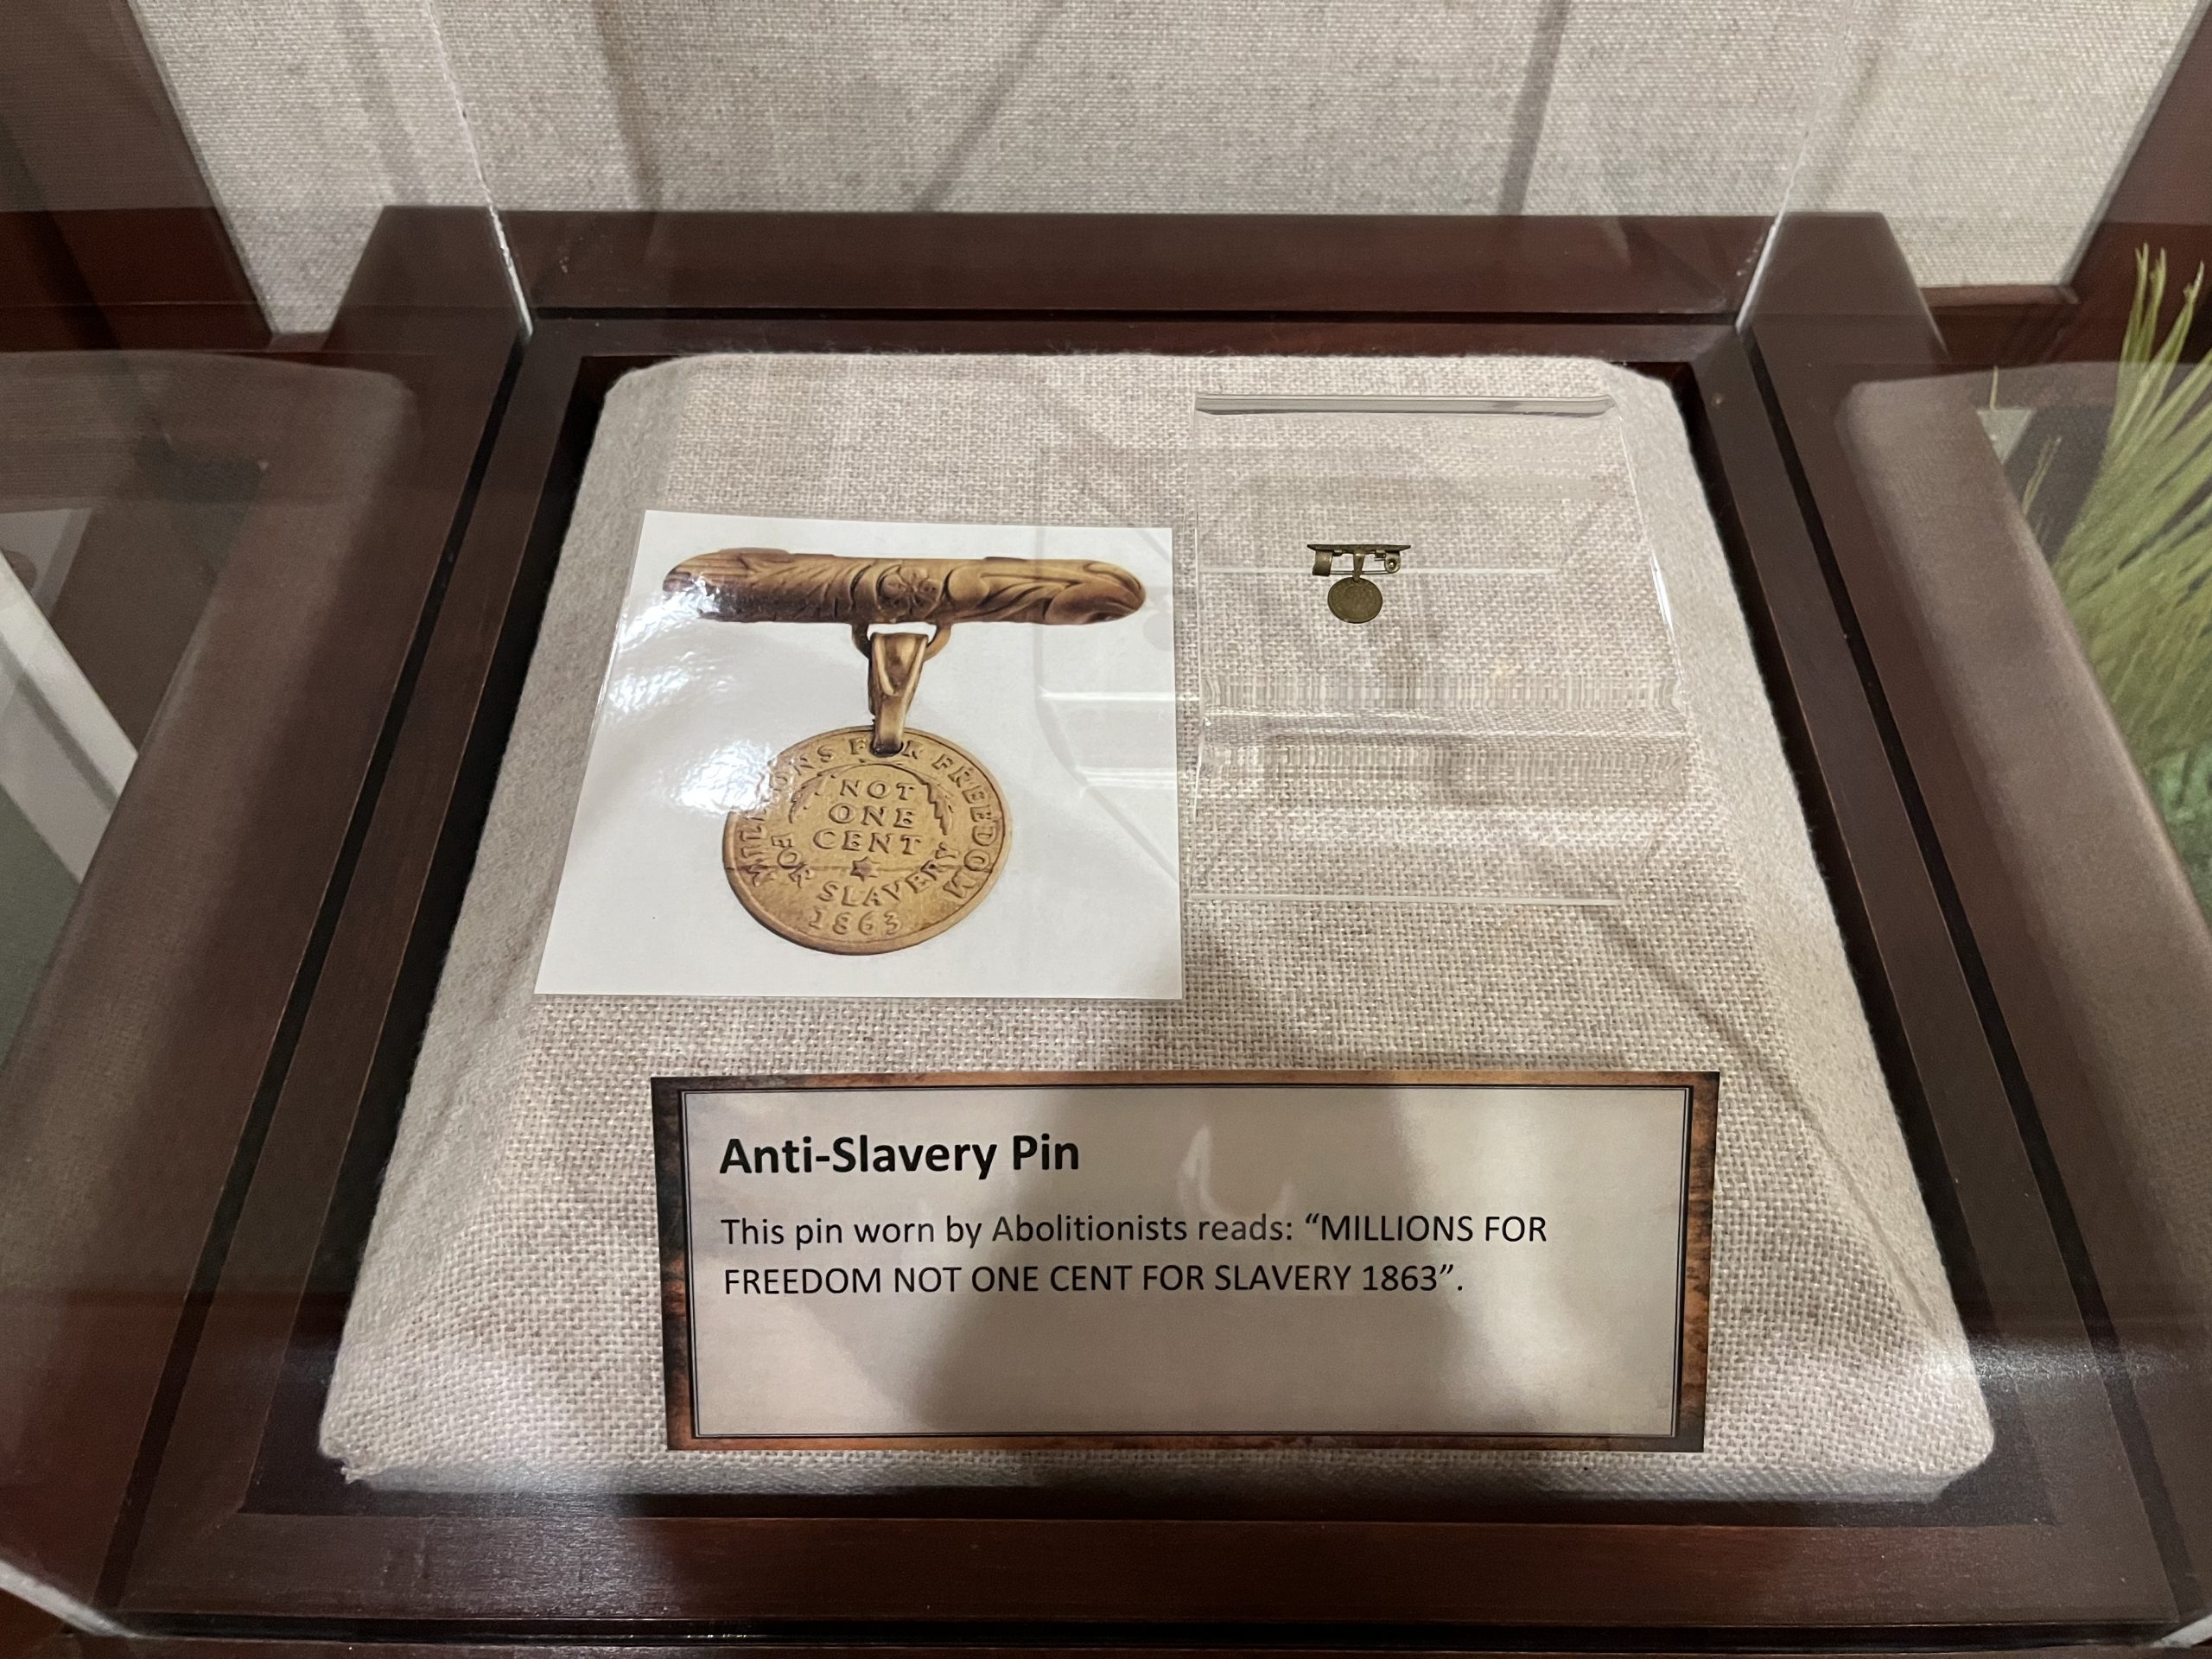 MILLIONS FOR FREEDOM
NOT
ONE
CENT
FOR SLAVERY
1863
Anti-Slavery Pin
This pin worn by Abolitionists reads: “MILLIONS FOR
FREEDOM NOT ONE CENT FOR SLAVERY 1863”.